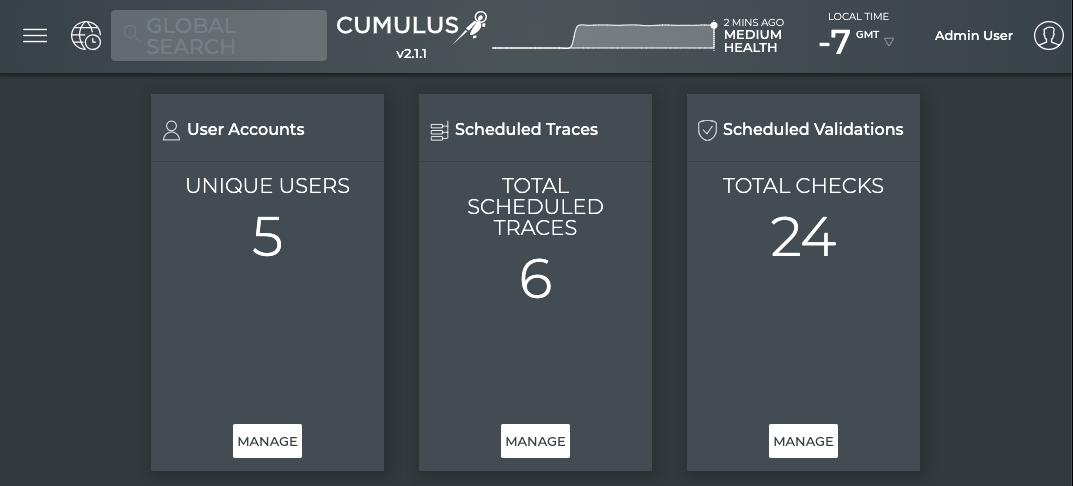 GLOBAL
SEARCH
CUMULUS
v2.1.1
2 MINS AGO
MEDIUM
HEALTH
LOCAL TIME
-7 GMT
Admin User
User Accounts
UNIQUE USERS
5
MANAGE
Scheduled Traces
TOTAL
SCHEDULED
TRACES
6
MANAGE
Scheduled Validations
TOTAL CHECKS
24
MANAGE